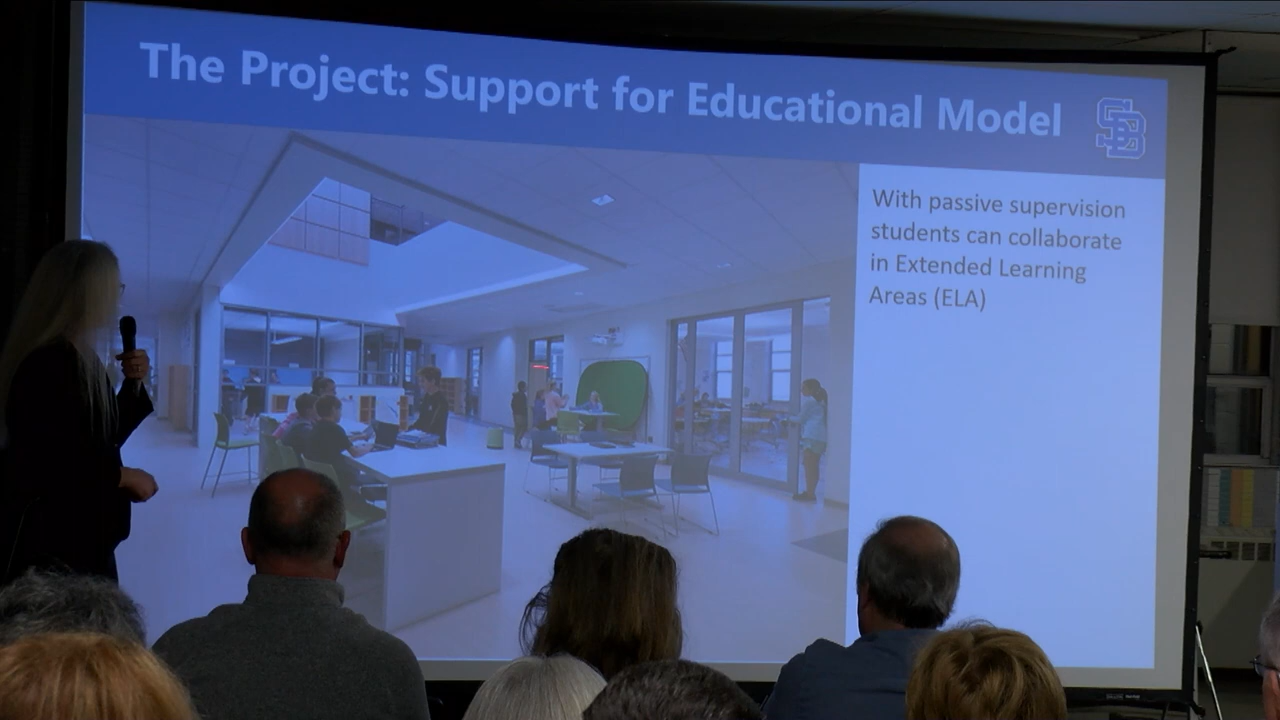 The Project: Support for Educational Model
SB
With passive supervision
students can collaborate
in Extended Learning
Areas (ELA)